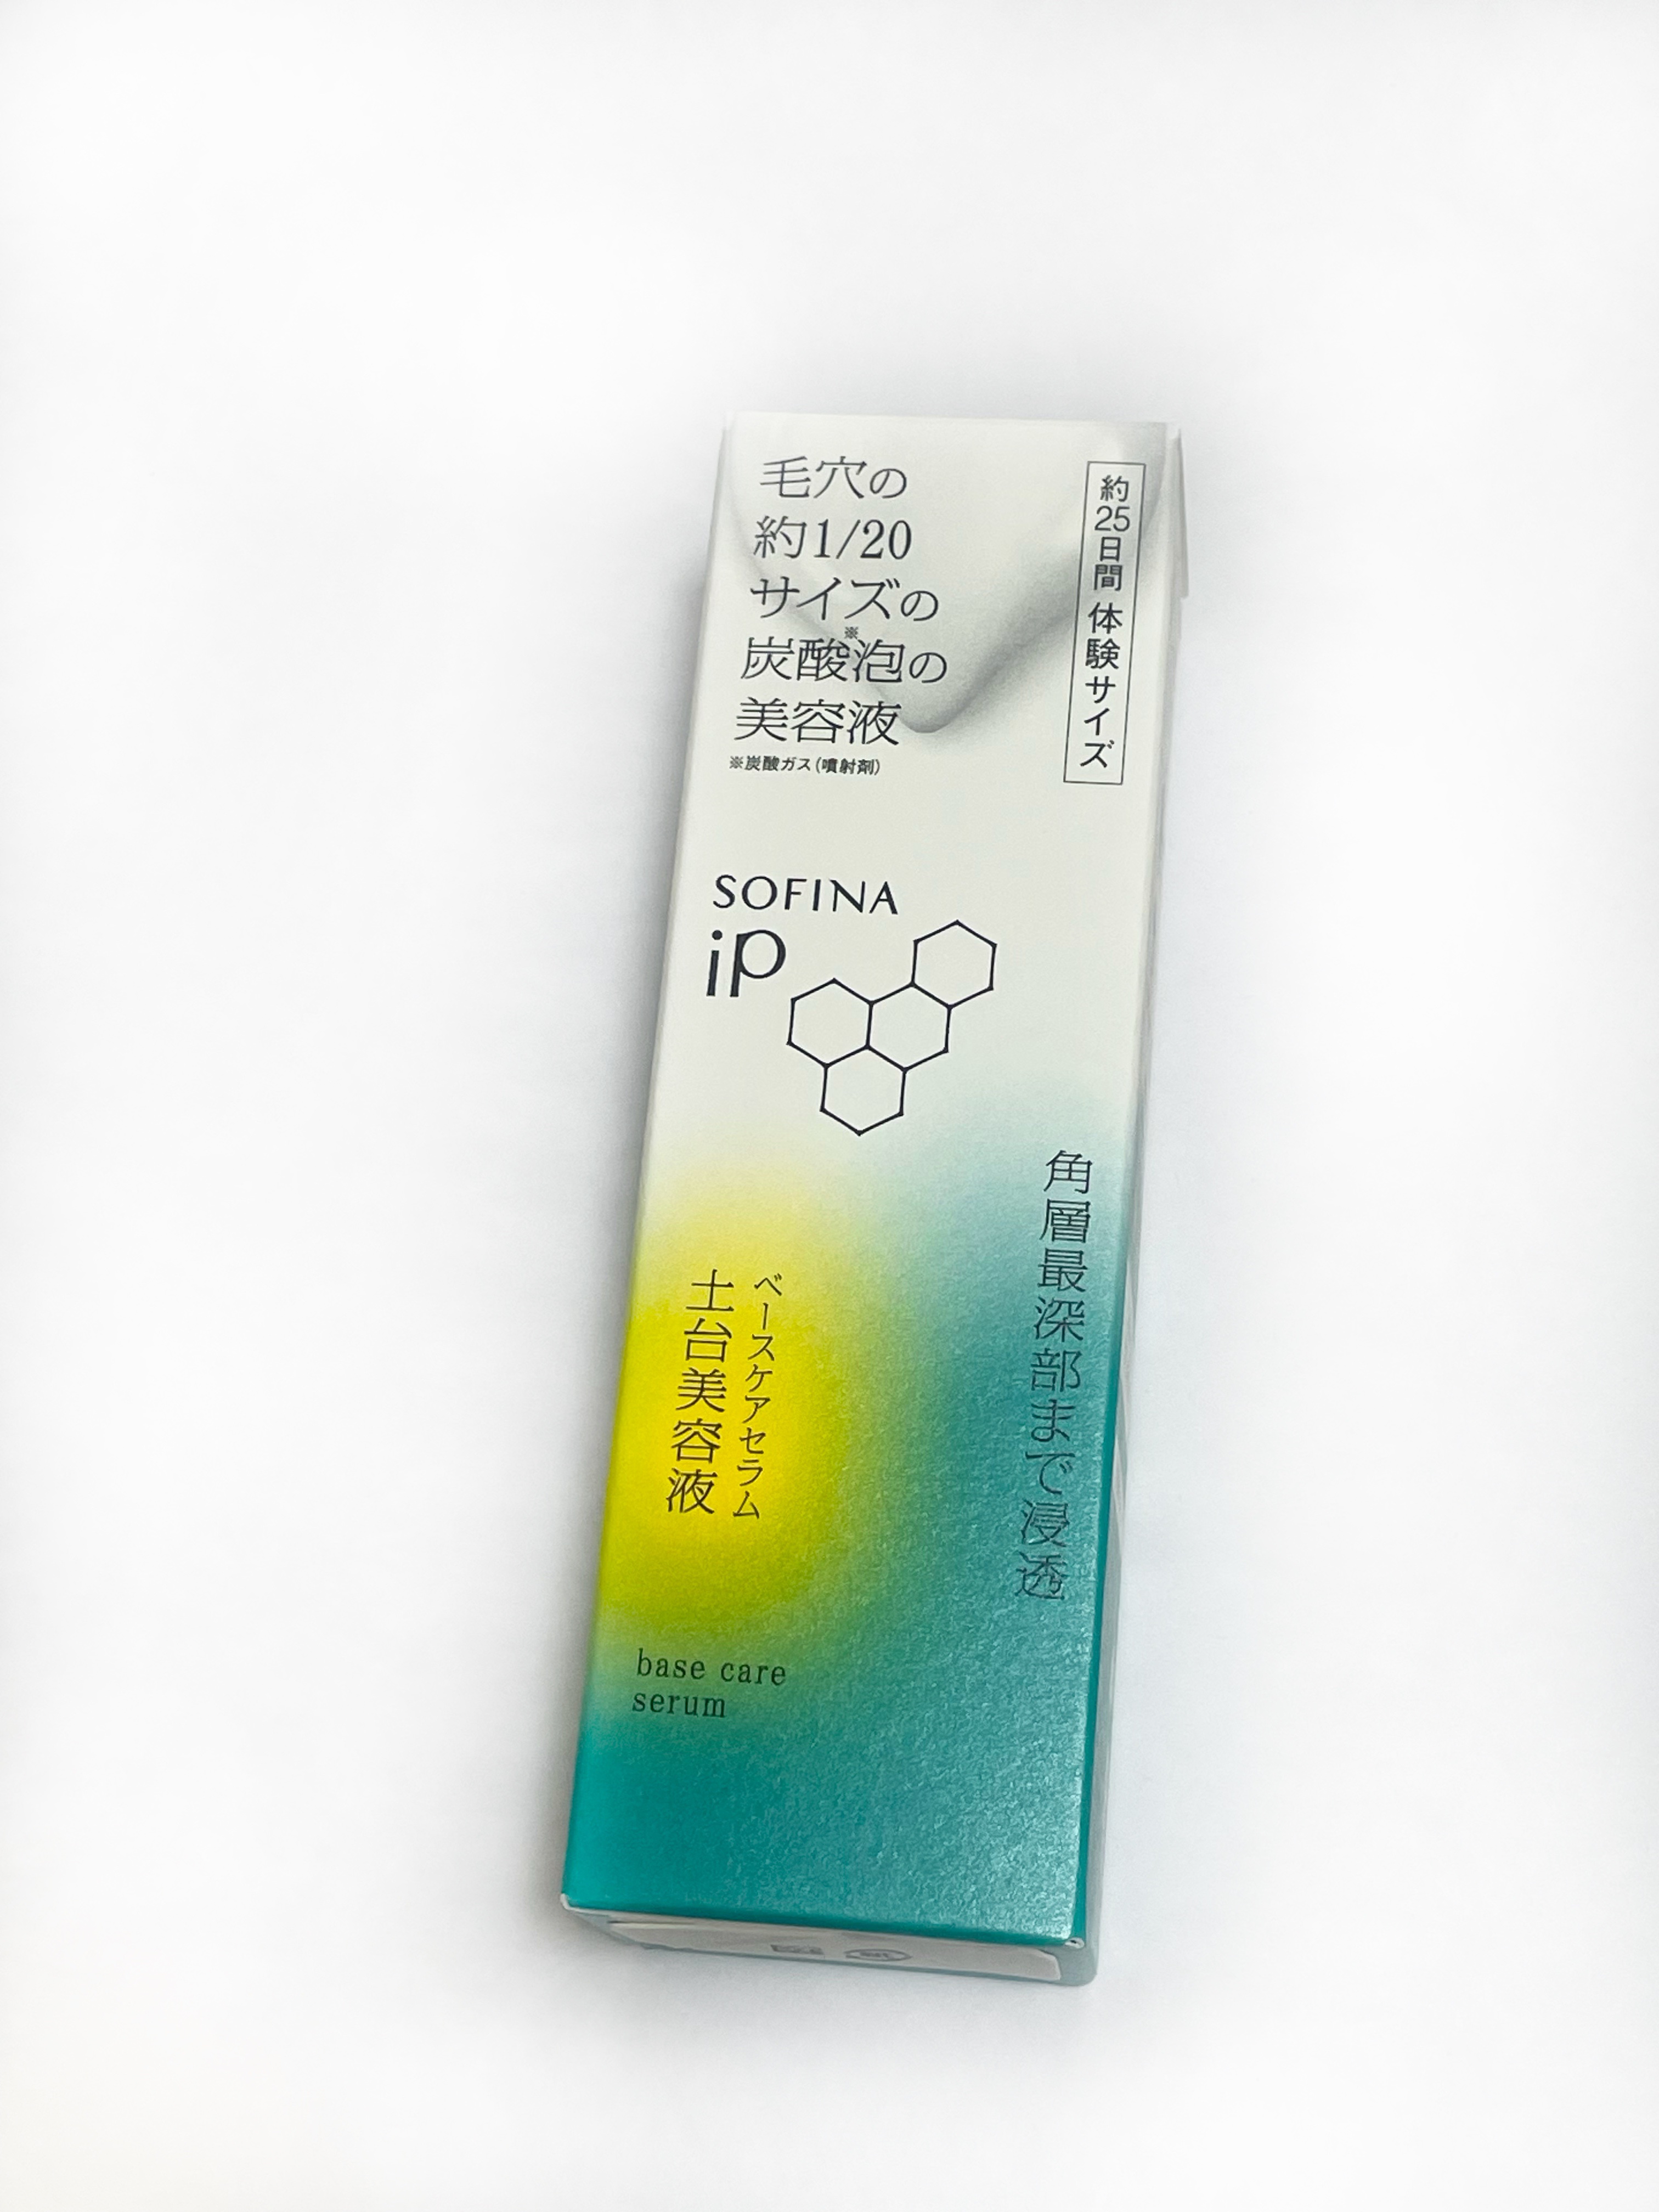 毛穴の
約1/20
サイズの
炭酸※泡の
美容液
※炭酸ガス(噴射剤)
約25日間 体験サイズ
SOFINA
iP
角層最深部まで浸透
ベースケアセラム
土台美容液
base care
serum